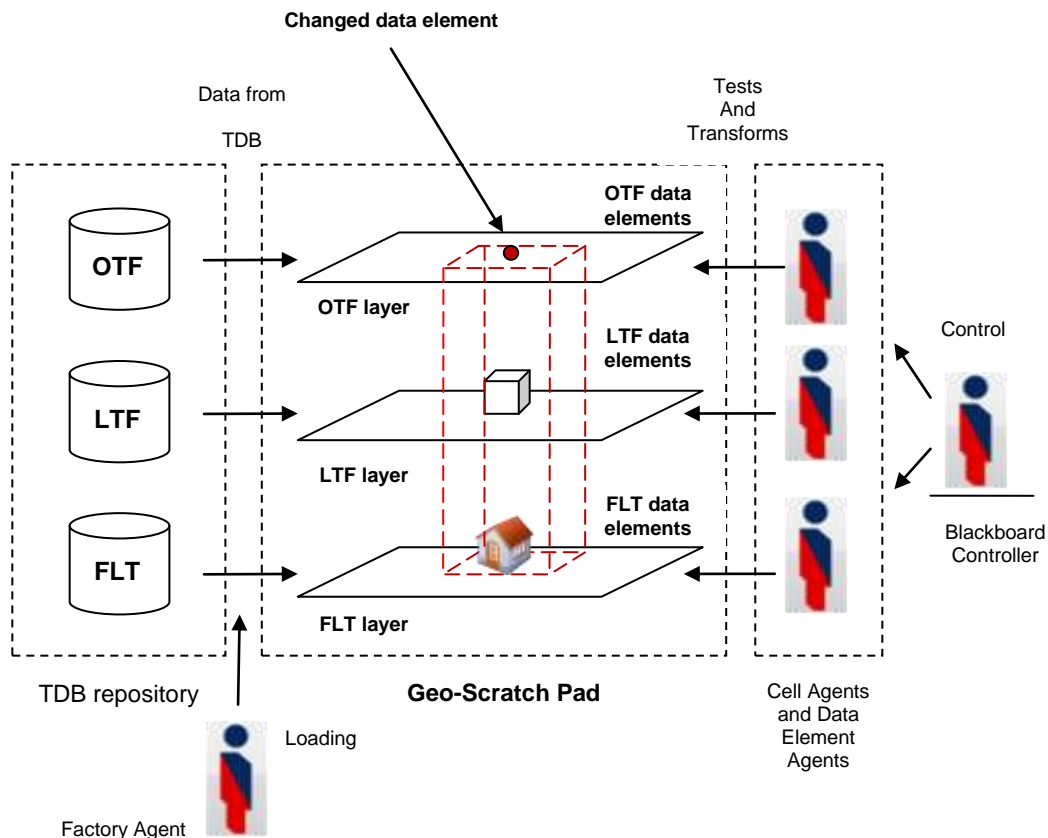 Changed data element
Data from
TDB
Tests
And
Transforms
OTF data
elements
OTF
OTF layer
LTF data
elements
Control
LTF
LTF layer
FLT data
elements
FLT
Blackboard
Controller
FLT layer
TDB repository
Geo-Scratch Pad
Cell Agents
and Data
Element
Agents
Loading
Factory Agent